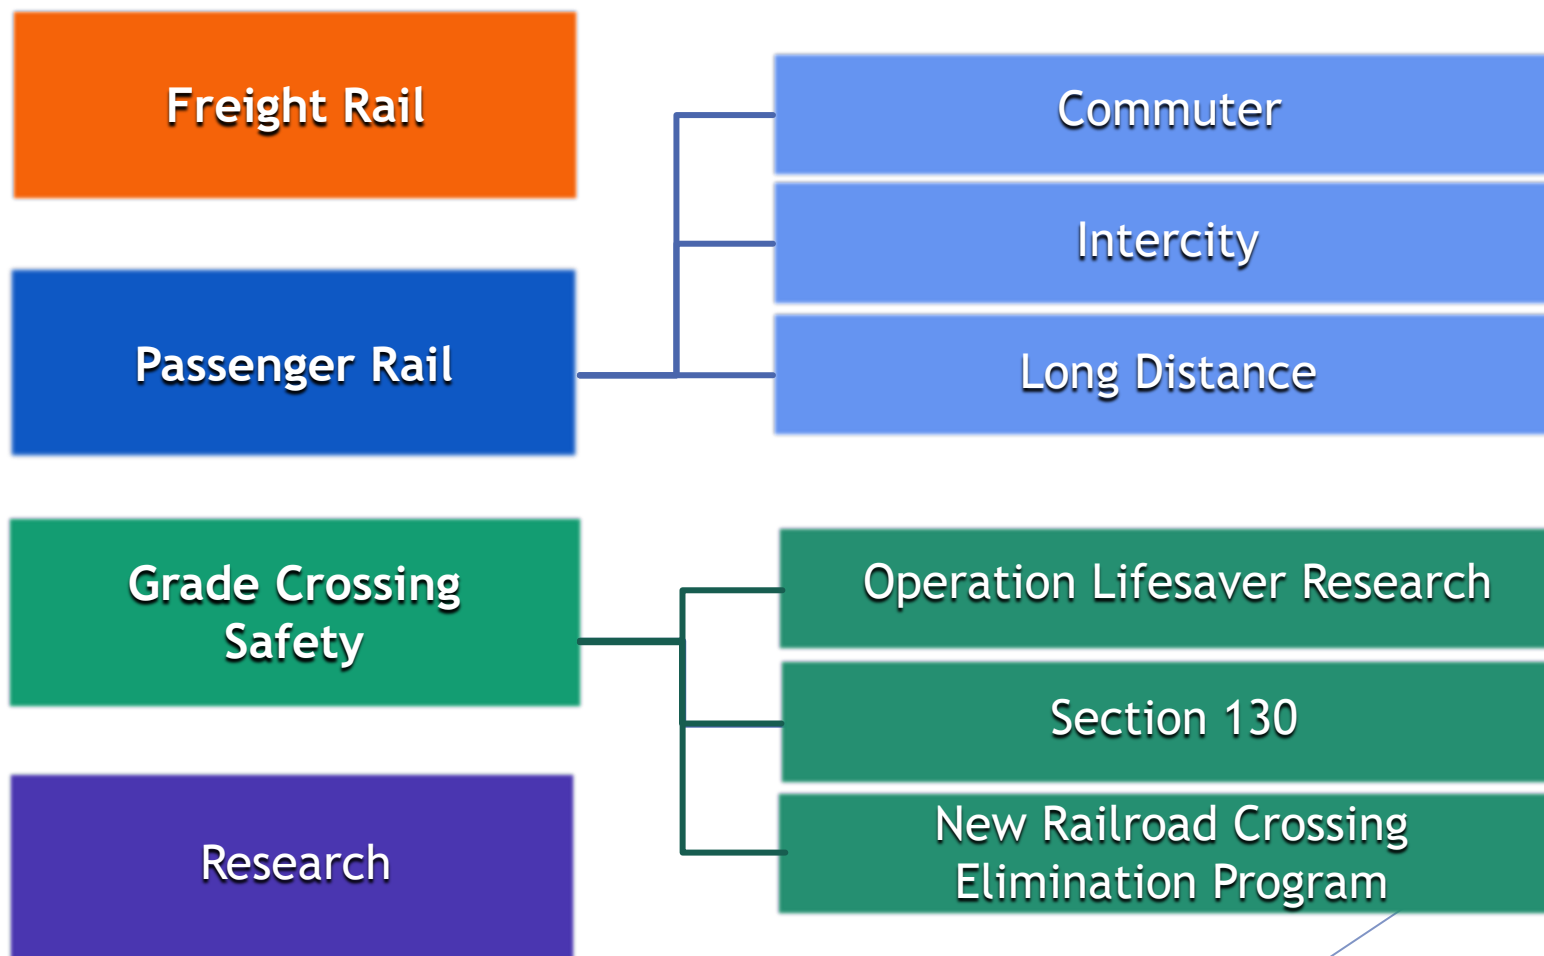 Freight Rail
Commuter
Intercity
Passenger Rail
Long Distance
Grade Crossing
Safety
Operation Lifesaver Research
Section 130
New Railroad Crossing
Elimination Program
Research